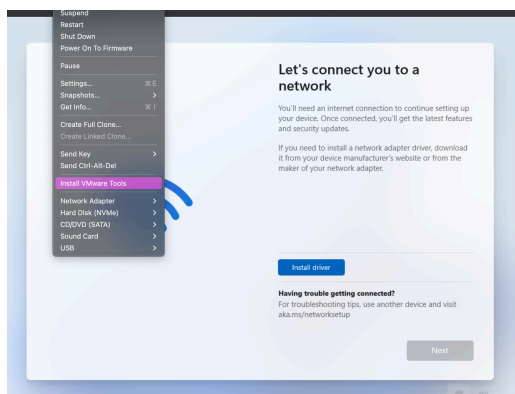 Suspend
Restart
Shut Down
Power On To Firmware
Pause
Settings... ⌘E
Snapshots... >
Get Info... ⌘I
Create Full Clone...
Create Linked Clone...
Send Key >
Send Ctrl-Alt-Del
Install VMware Tools
Network Adapter >
Hard Disk (NVMe) >
CD/DVD (SATA) >
Sound Card >
USB >
Let's connect you to a
network
You'll need an internet connection to continue setting up
your device. Once connected, you'll get the latest features
and security updates.
If you need to install a network adapter driver, download
it from your device manufacturer's website or from the
maker of your network adapter.
Install driver
Having trouble getting connected?
For troubleshooting tips, use another device and visit
aka.ms/networksetup
Next